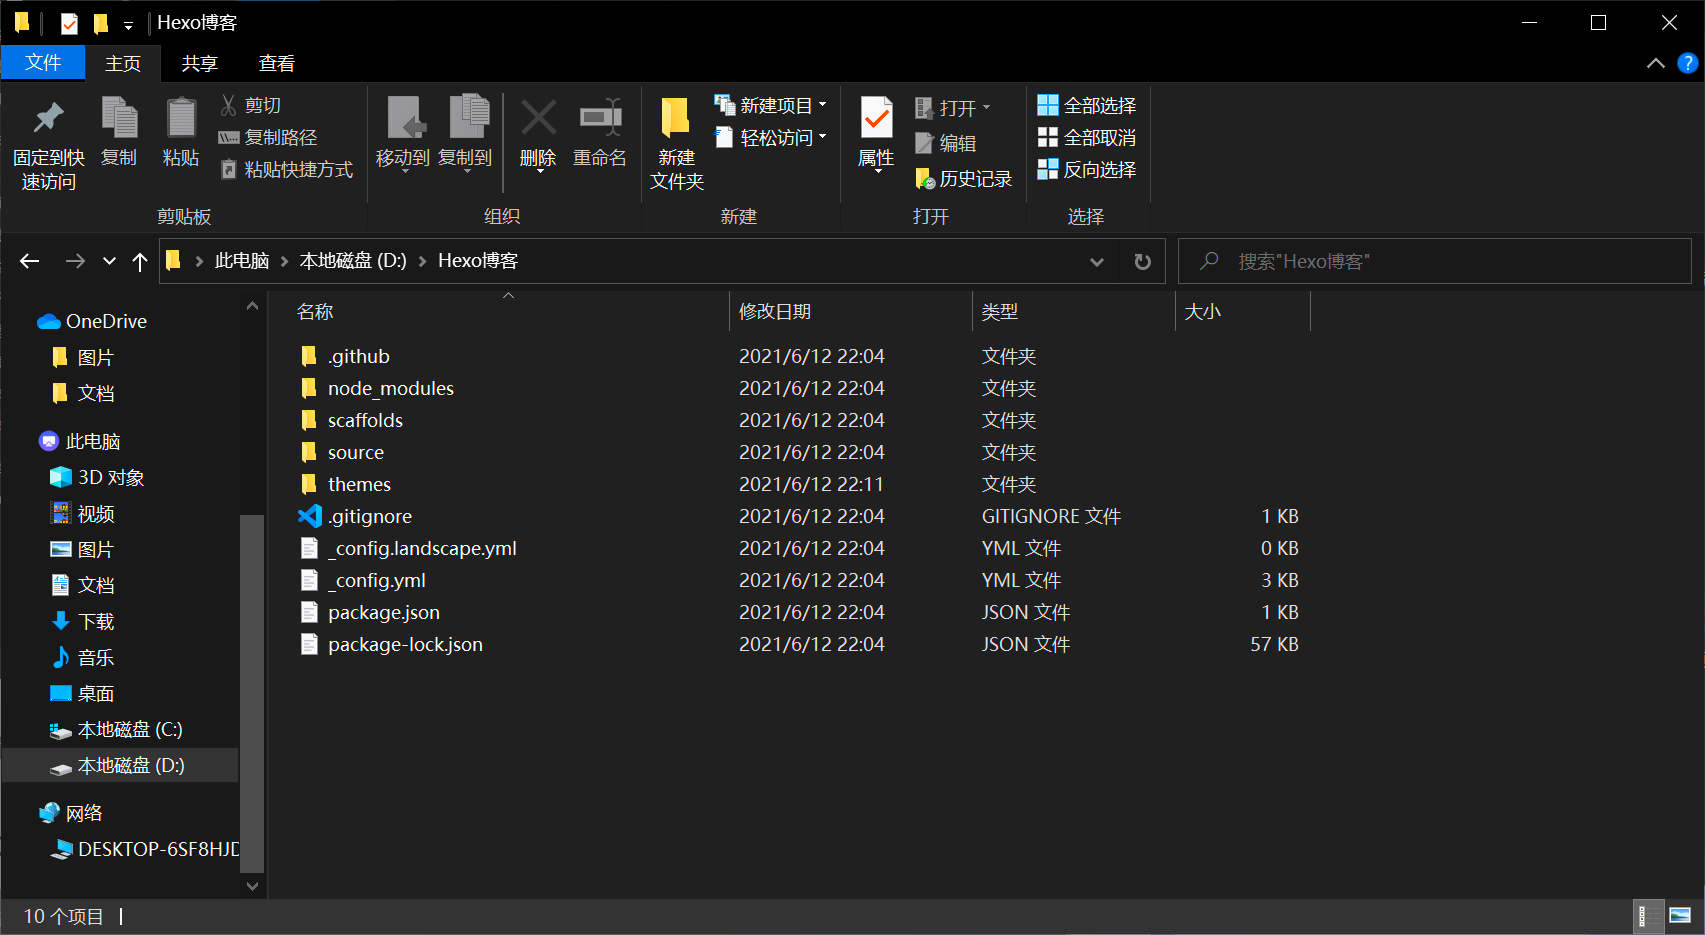 Hexo博客
文件 主页 共享 查看
固定到快速访问
复制
粘贴
剪切
复制路径
粘贴快捷方式
剪贴板
移动到
复制到
删除
重命名
组织
新建
文件夹
新建项目
轻松访问
新建
属性
打开
编辑
历史记录
打开
全部选择
全部取消
反向选择
选择
此电脑 本地磁盘 (D:) Hexo博客
搜索"Hexo博客"
OneDrive
图片
文档
此电脑
3D 对象
视频
图片
文档
下载
音乐
桌面
本地磁盘 (C:)
本地磁盘 (D:)
网络
DESKTOP-6SF8HJD
名称 修改日期 类型 大小
.github 2021/6/12 22:04 文件夹
node_modules 2021/6/12 22:04 文件夹
scaffolds 2021/6/12 22:04 文件夹
source 2021/6/12 22:04 文件夹
themes 2021/6/12 22:11 文件夹
.gitignore 2021/6/12 22:04 GITIGNORE 文件 1 KB
_config.landscape.yml 2021/6/12 22:04 YML 文件 0 KB
_config.yml 2021/6/12 22:04 YML 文件 3 KB
package.json 2021/6/12 22:04 JSON 文件 1 KB
package-lock.json 2021/6/12 22:04 JSON 文件 57 KB
10 个项目